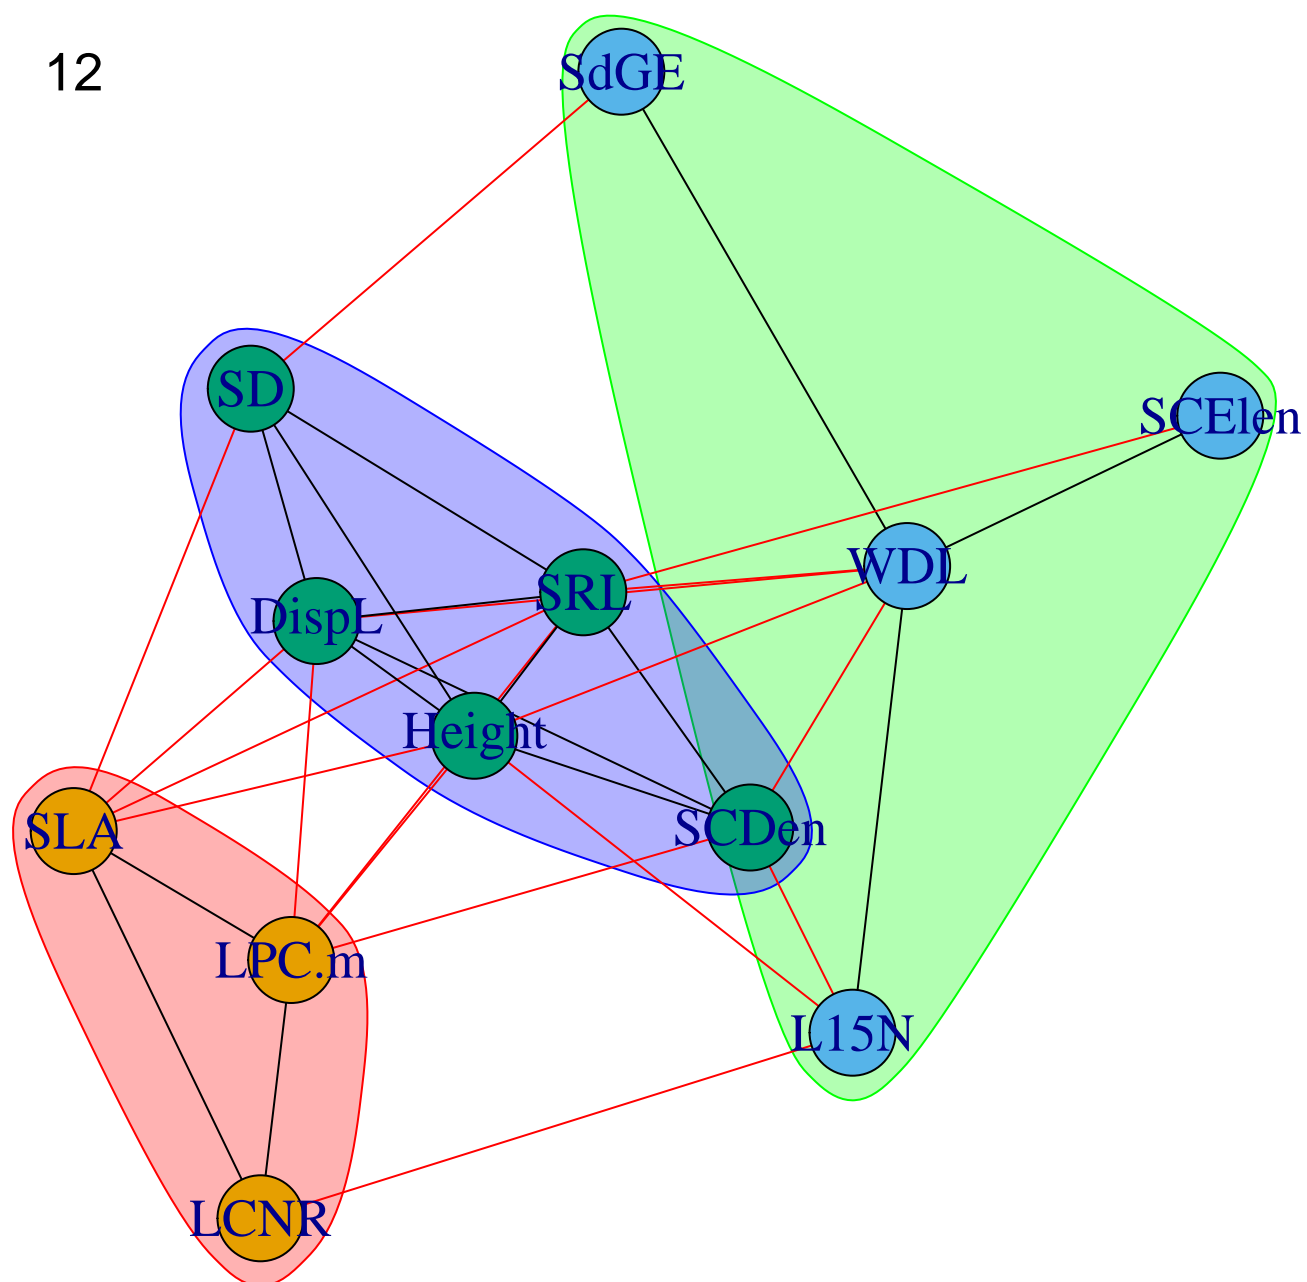 12
SdGE
SD
SCElen
WDL
SRL
DispL
Height
SLA
SCDen
LPC.m
L15N
LCNR